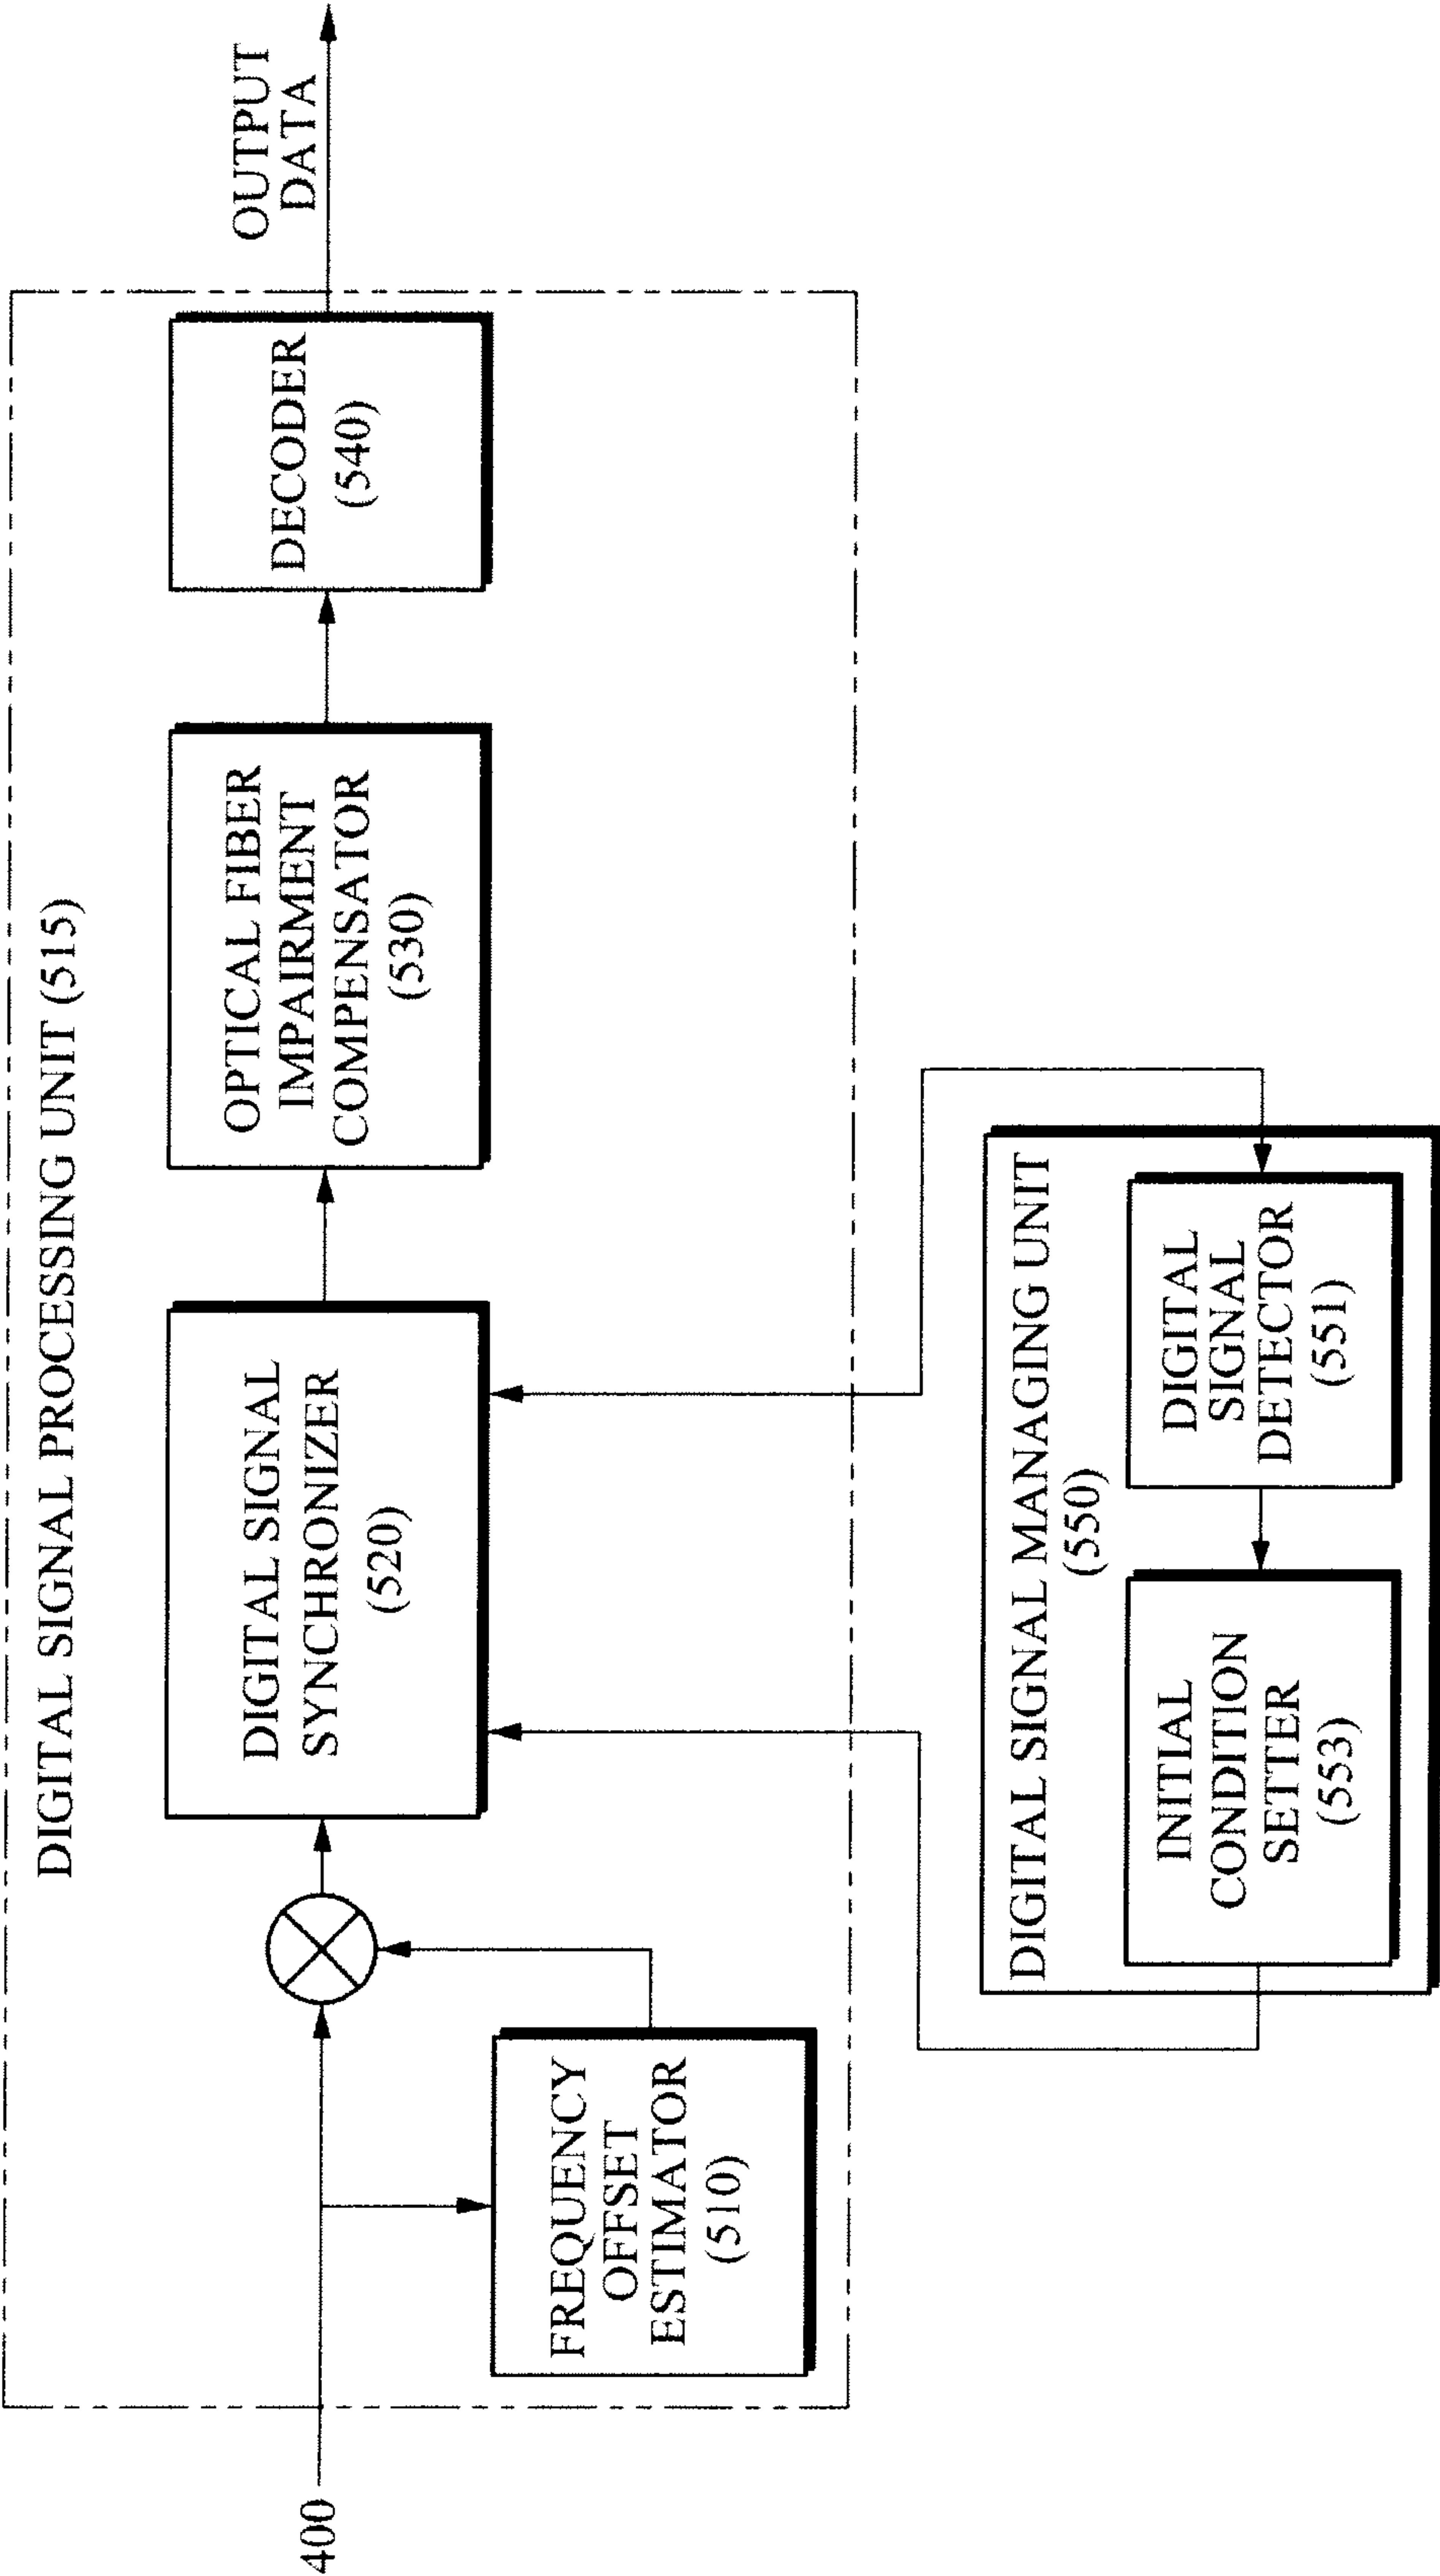 DIGITAL SIGNAL PROCESSING UNIT (515)
400
FREQUENCY
OFFSET
ESTIMATOR
(510)
DIGITAL SIGNAL
SYNCHRONIZER
(520)
OPTICAL FIBER
IMPAIRMENT
COMPENSATOR
(530)
DECODER
(540)
OUTPUT
DATA
DIGITAL SIGNAL MANAGING UNIT
(550)
INITIAL
CONDITION
SETTER
(553)
DIGITAL
SIGNAL
DETECTOR
(551)